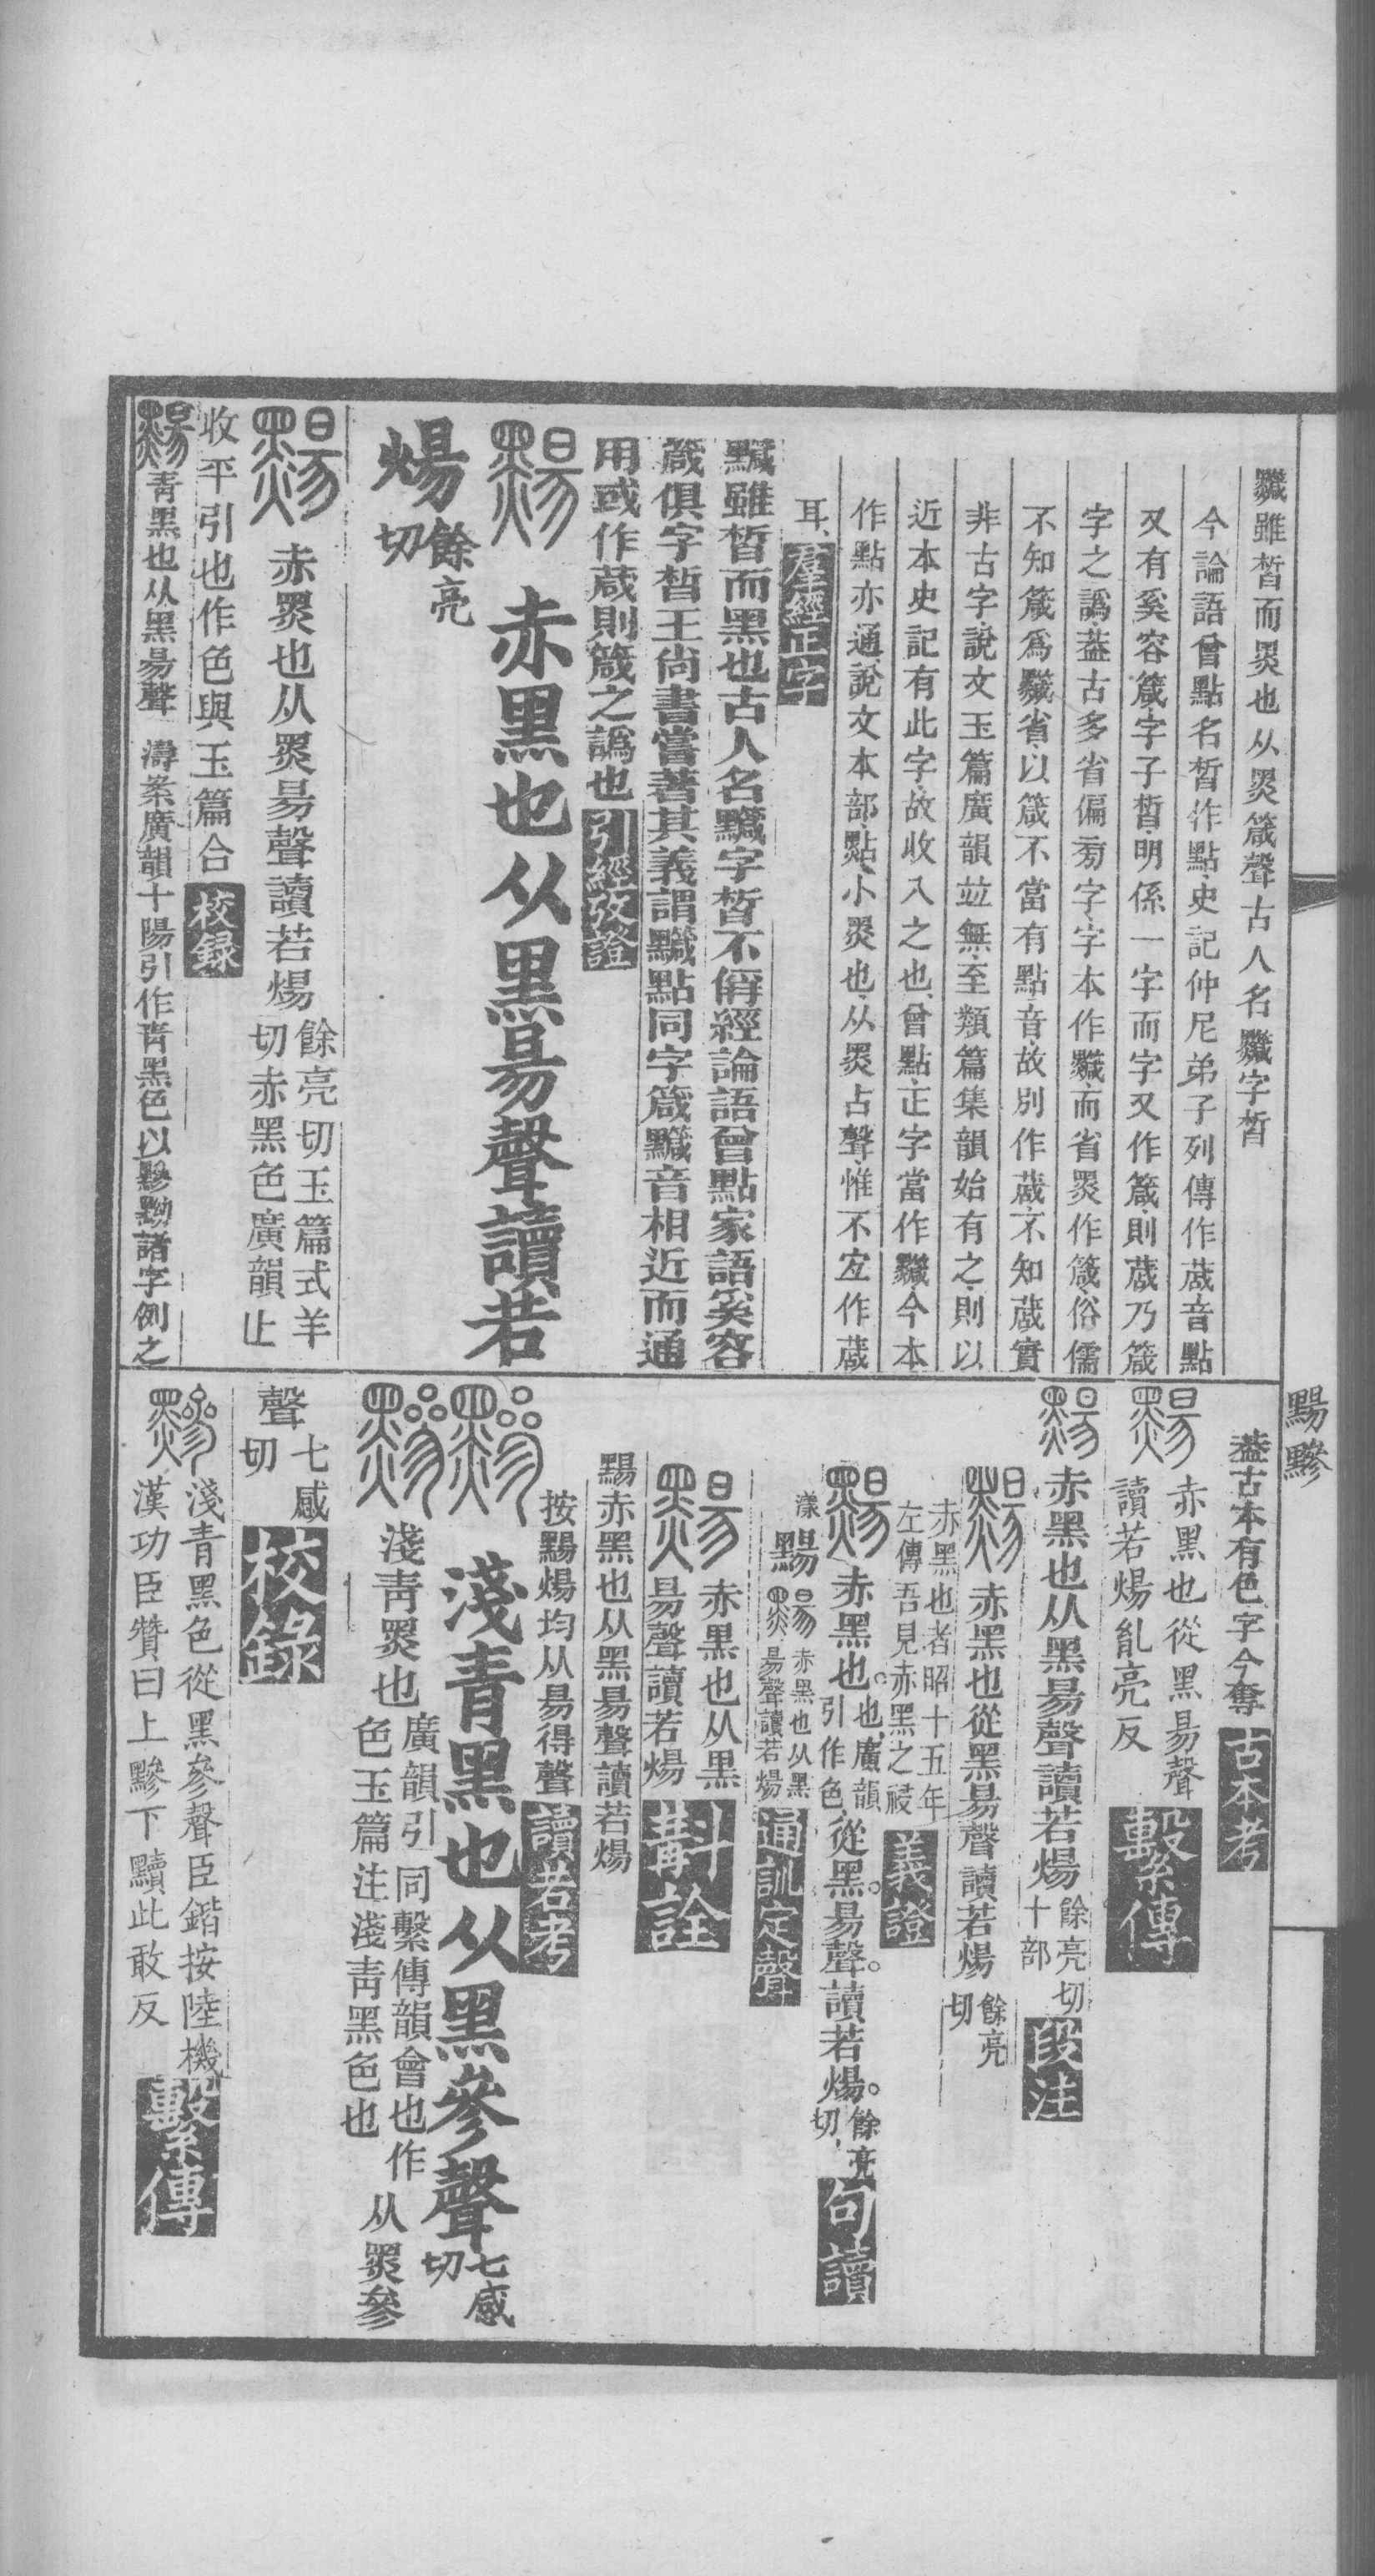 黬雖皙而黑也从黑箴聲古人名黬字皙
今論語曾點名皙作點史記仲尼弟子列傳作蒧音點
又有奚容箴字子皙明係一字而字又作箴則蒧乃箴
字之譌葢古多省偏旁字字本作黬而省黑作箴俗儒
不知箴爲黬省以箴不當有點音故別作蒧不知蒧實
非古字說文玉篇廣韻並無至類篇集韻始有之則以
近本史記有此字故收入之也曾點正字當作黬今本
作點亦通說文本部點小黑也从黑占聲惟不宐作蒧
耳 羣經正字
黬雖皙而黑也古人名黬字皙不僻經論語曾點家語奚容
箴俱字皙王尙書當著其義謂黬點同字箴黬音相近而通
用或作蒧則箴之譌也 引經攷證
黑昜 赤黑也从黑昜聲讀若
煬 餘亮切
赤黑也从黑昜聲讀若煬 餘亮切玉篇式羊切赤黑色廣韻止
收平引也作色與玉篇合 校録
青黑也从黑昜聲 濤案廣韻十陽引作青黑色以黲黝諸字例之
黲
葢古本有色字今奪 古本考
赤黑也從黑昜聲讀若煬亂亮反 繫傳
赤黑也从黑昜聲讀若煬 餘亮切十部 段注
赤黑也從黑昜聲讀若煬 餘亮切
赤黑也者昭十五年左傳吾見赤黑之祲 義證
赤黑也。也廣韻引作色從黑。昜聲。讀若煬。餘亮切 句讀
漾 赤黑也从黑昜聲讀若煬 通訓定聲
赤黑也从黑昜聲讀若煬 斠詮
赤黑也从黑昜聲讀若煬
按煬均从昜得聲 讀若考
淺青黑也从黑參聲 七感切
淺青黑也 廣韻引同繫傳韻會也作色玉篇注淺青黑色也 从黑參
聲 七感切 校錄
淺青黑色從黑參聲臣鍇按陸機漢功臣贊曰上黲下黷此敢反 繫傳